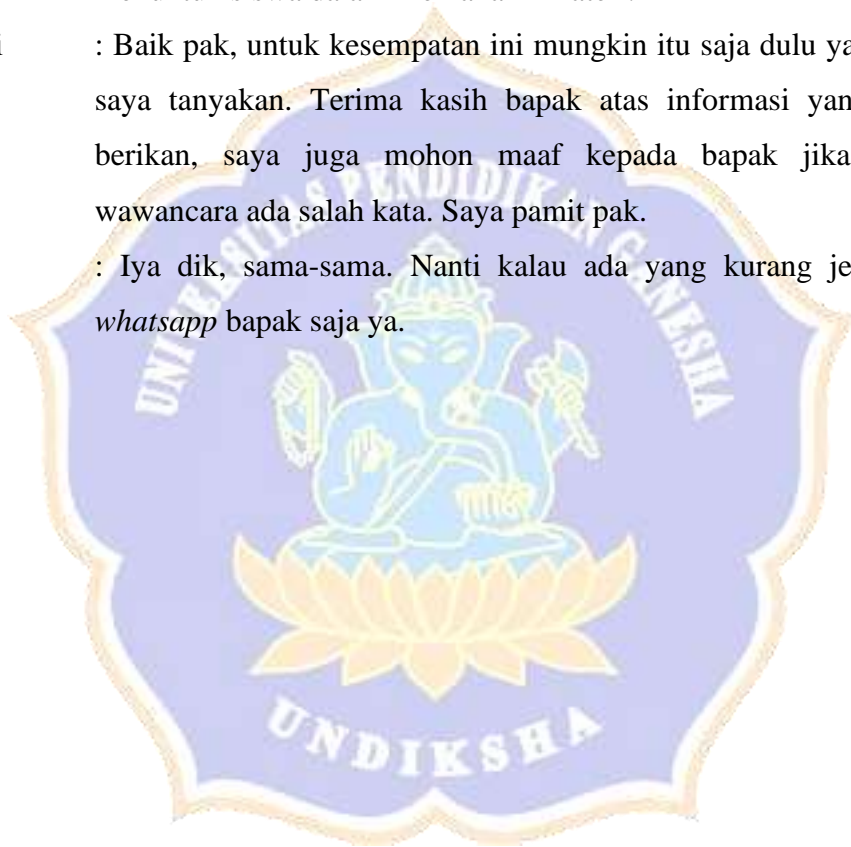 i : Baik pak, untuk kesempatan ini mungkin itu saja dulu ya
saya tanyakan. Terima kasih bapak atas informasi yan
berikan, saya juga mohon maaf kepada bapak jika
wawancara ada salah kata. Saya pamit pak.
: Iya dik, sama-sama. Nanti kalau ada yang kurang je
whatsapp bapak saja ya.
UNIVERSITAS PENDIDIKAN GANESHA
UNDIKSHA